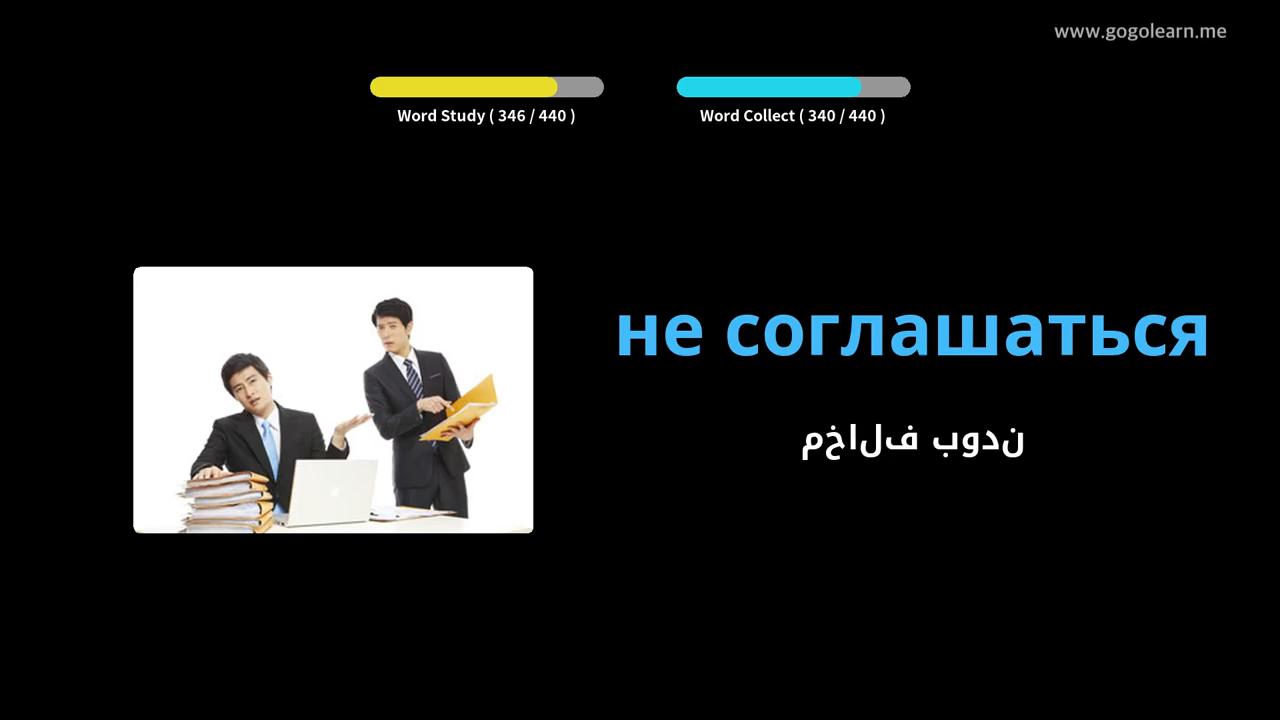 www.gogolearn.me
Word Study ( 346 / 440 )
Word Collect ( 340 / 440 )
не соглашаться
مخالف بودن